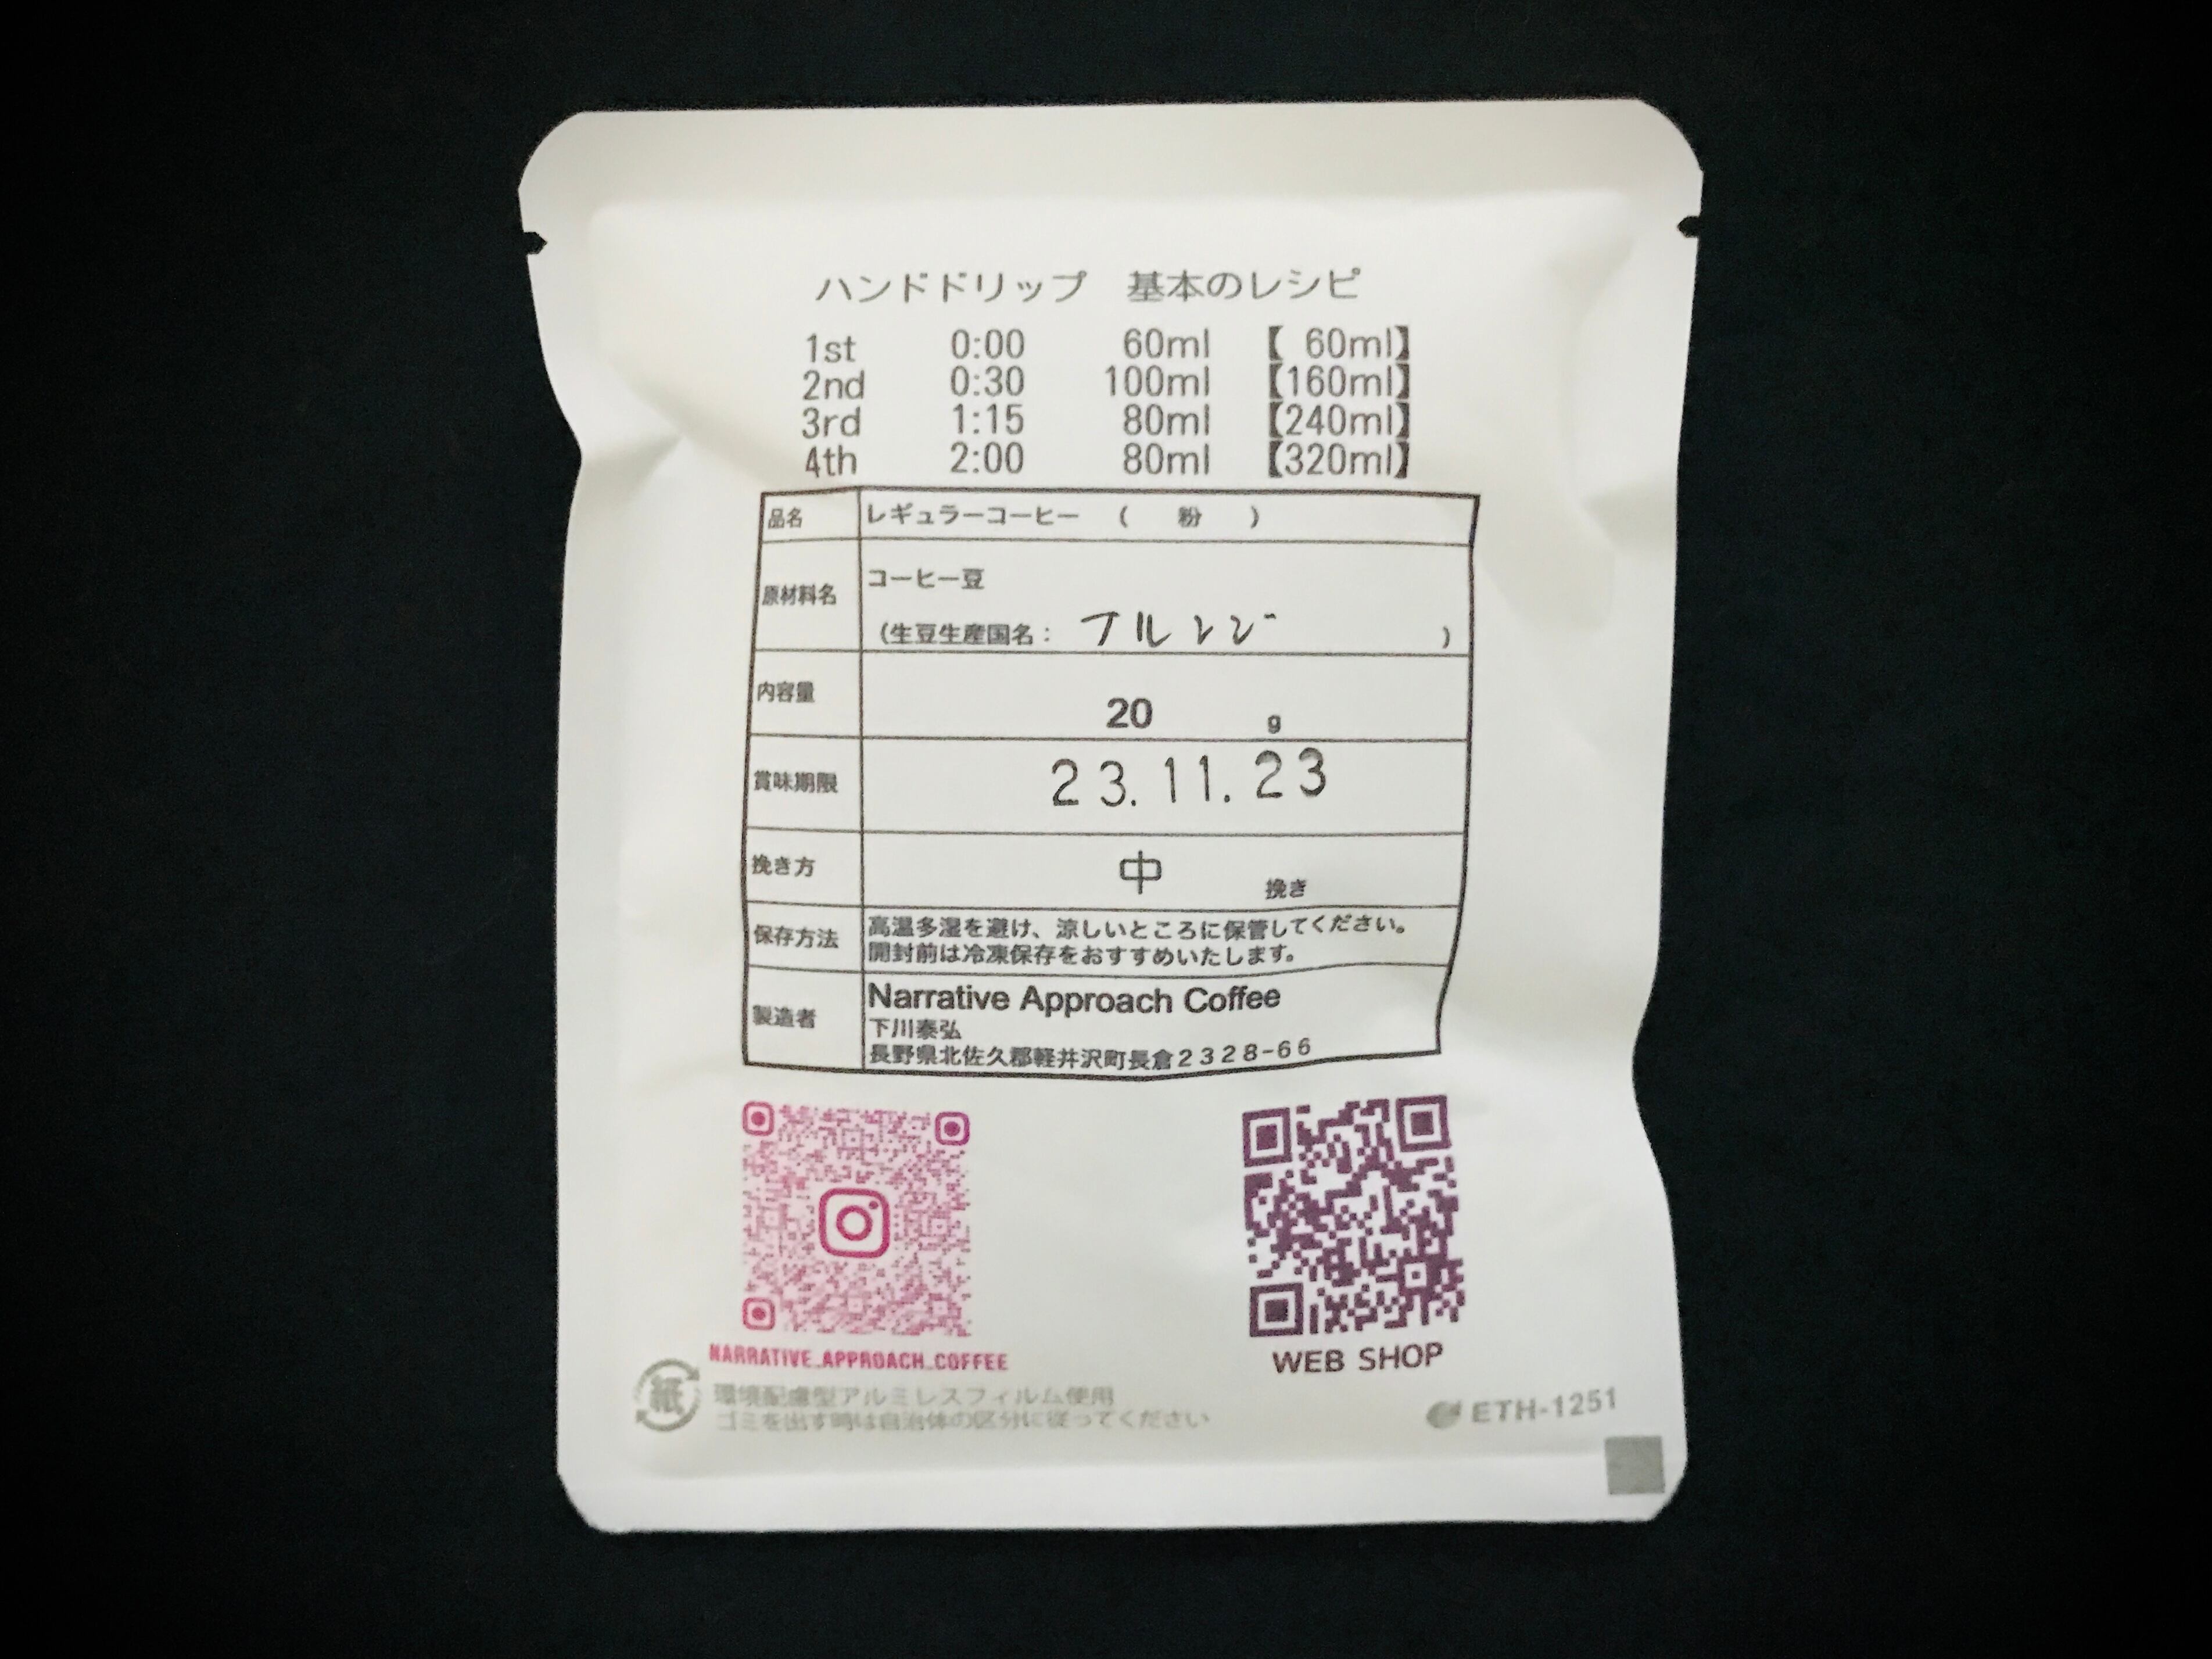 ハンドドリップ 基本のレシピ
1st 0:00 60ml 【 60ml】
2nd 0:30 100ml 【160ml】
3rd 1:15 80ml 【240ml】
4th 2:00 80ml 【320ml】
品名 レギュラーコーヒー ( 粉 )
原材料名 コーヒー豆
(生豆生産国名: ブルンジ )
内容量 20 g
賞味期限 23.11.23
挽き方 中 挽き
保存方法 高温多湿を避け、涼しいところに保管してください。
開封前は冷凍保存をおすすめいたします。
製造者 Narrative Approach Coffee
下川泰弘
長野県北佐久郡軽井沢町長倉2328-66
NARRATIVE_APPROACH_COFFEE
WEB SHOP
紙 環境配慮型アルミレスフィルム使用
ゴミを出す時は自治体の区分に従ってください
ETH-1251